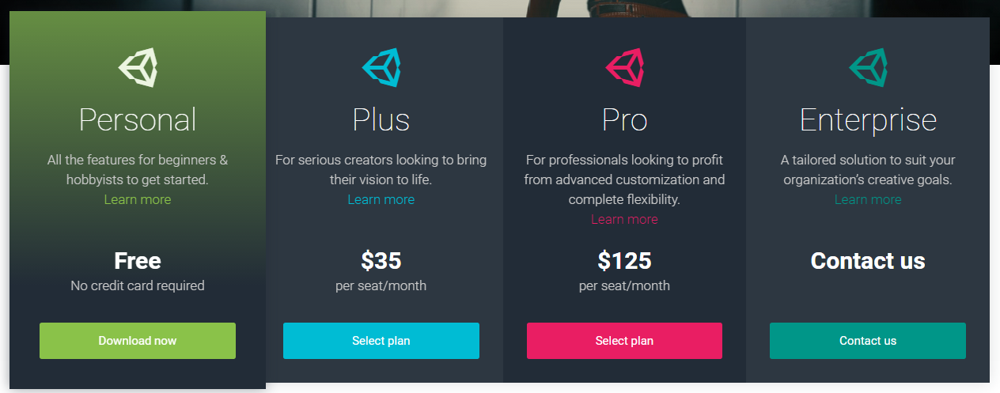 Personal
All the features for beginners &
hobbyists to get started.
Learn more
Free
No credit card required
Download now
Plus
For serious creators looking to bring
their vision to life.
Learn more
$35
per seat/month
Select plan
Pro
For professionals looking to profit
from advanced customization and
complete flexibility.
Learn more
$125
per seat/month
Select plan
Enterprise
A tailored solution to suit your
organization’s creative goals.
Learn more
Contact us
Contact us